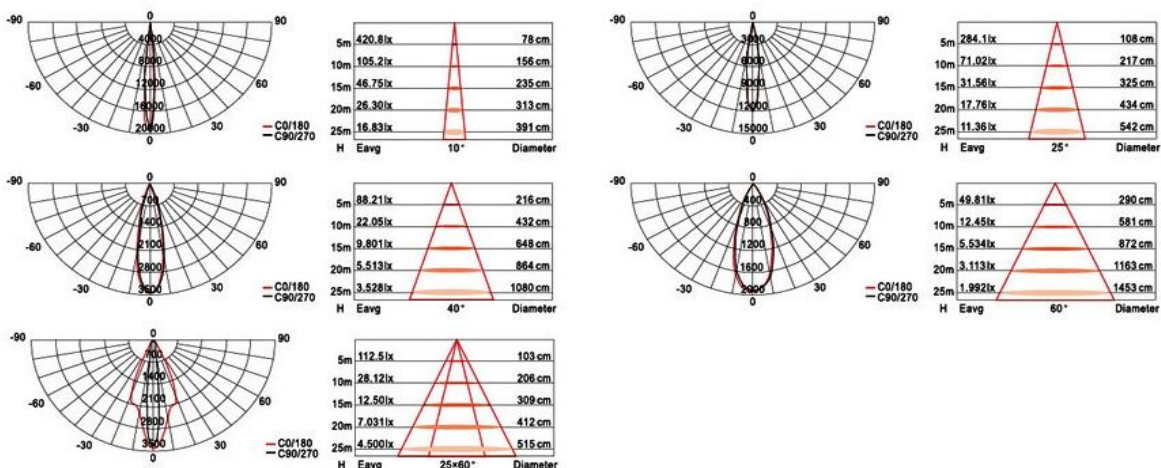 0
-90 90
4000
8000
12000
-60 60
16000
-30 30
20000
0
C0/180
C90/270
5m 420.8lx 78 cm
10m 105.2lx 156 cm
15m 46.75lx 235 cm
20m 26.30lx 313 cm
25m 16.83lx 391 cm
H Eavg 10° Diameter
0
-90 90
3000
6000
9000
-60 60
12000
-30 30
15000
0
C0/180
C90/270
5m 284.1lx 108 cm
10m 71.02lx 217 cm
15m 31.56lx 325 cm
20m 17.76lx 434 cm
25m 11.36lx 542 cm
H Eavg 25° Diameter
0
-90 90
700
1400
2100
-60 60
2800
-30 30
3500
0
C0/180
C90/270
5m 88.21lx 216 cm
10m 22.05lx 432 cm
15m 9.801lx 648 cm
20m 5.513lx 864 cm
25m 3.528lx 1080 cm
H Eavg 40° Diameter
0
-90 90
400
800
1200
-60 60
1600
-30 30
2000
0
C0/180
C90/270
5m 49.81lx 290 cm
10m 12.45lx 581 cm
15m 5.534lx 872 cm
20m 3.113lx 1163 cm
25m 1.992lx 1453 cm
H Eavg 60° Diameter
0
-90 90
700
1400
2100
-60 60
2800
-30 30
3500
0
C0/180
C90/270
5m 112.5lx 103 cm
10m 28.12lx 206 cm
15m 12.50lx 309 cm
20m 7.031lx 412 cm
25m 4.500lx 515 cm
H Eavg 25×60° Diameter